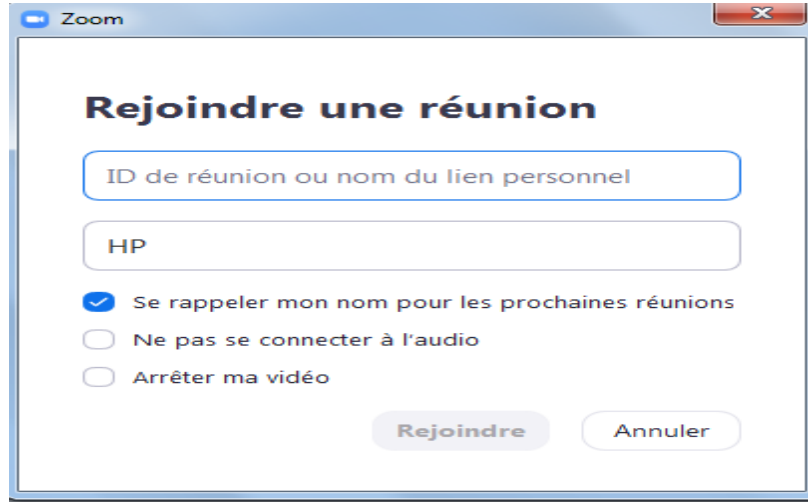 Zoom
Rejoindre une réunion
ID de réunion ou nom du lien personnel
HP
Se rappeler mon nom pour les prochaines réunions
Ne pas se connecter à l'audio
Arrêter ma vidéo
Rejoindre Annuler